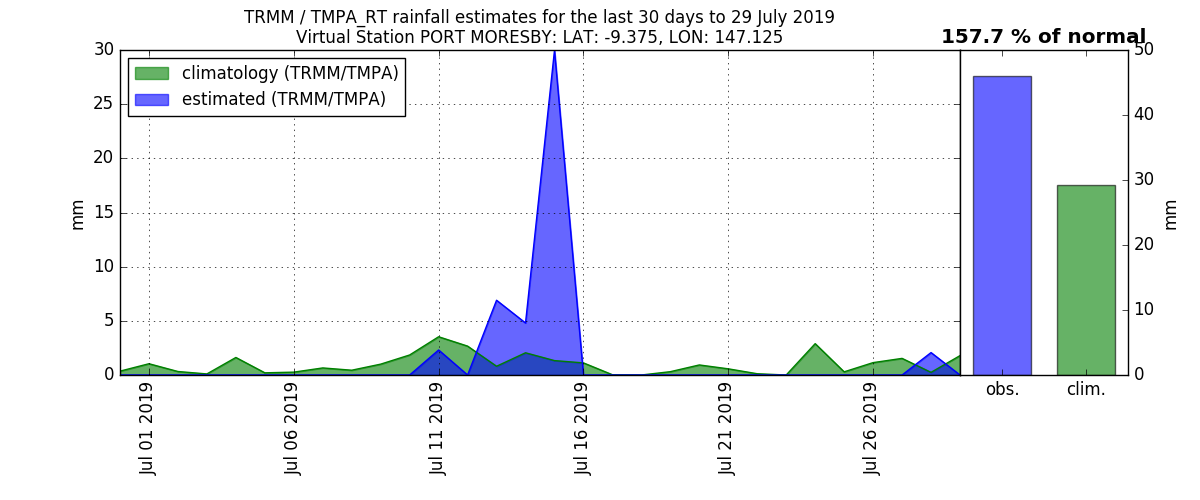 TRMM / TMPA_RT rainfall estimates for the last 30 days to 29 July 2019
Virtual Station PORT MORESBY: LAT: -9.375, LON: 147.125
157.7 % of normal
climatology (TRMM/TMPA)
estimated (TRMM/TMPA)
30
25
20
15
10
5
0
mm
Jul 01 2019
Jul 06 2019
Jul 11 2019
Jul 16 2019
Jul 21 2019
Jul 26 2019
50
40
30
20
10
0
mm
obs.
clim.